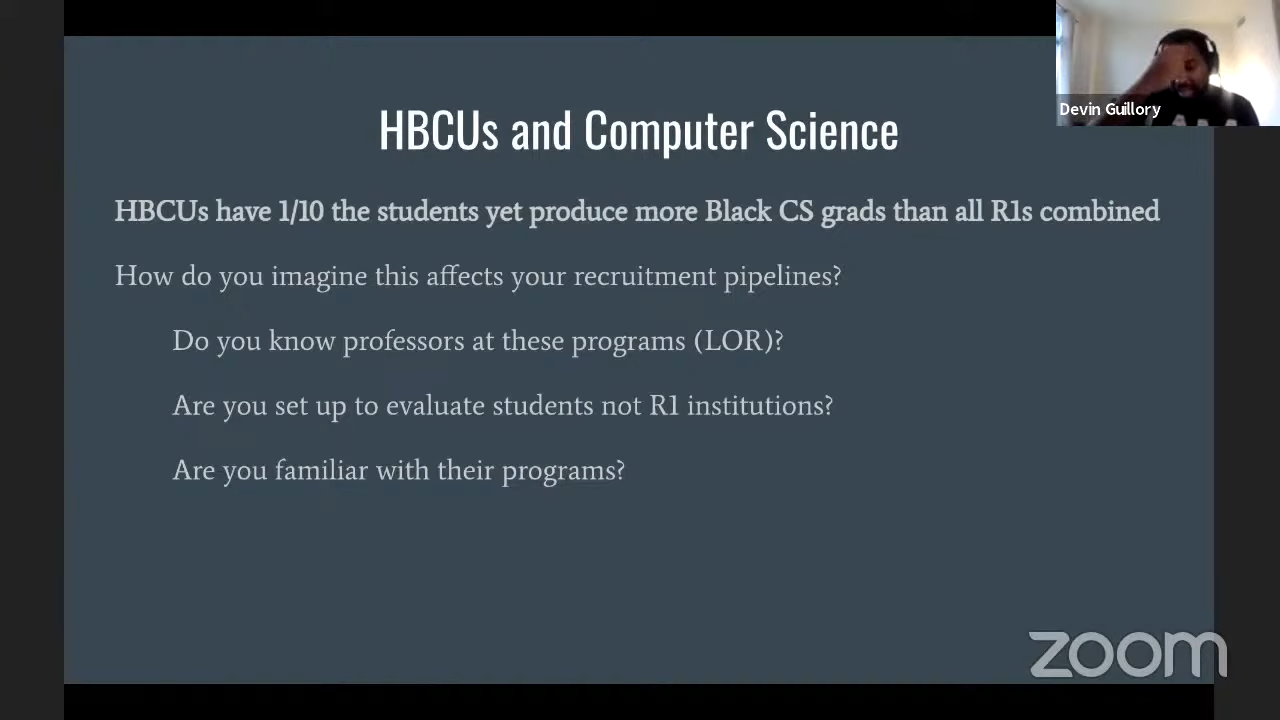 HBCUs and Computer Science
HBCUs have 1/10 the students yet produce more Black CS grads than all R1s combined
How do you imagine this affects your recruitment pipelines?
Do you know professors at these programs (LOR)?
Are you set up to evaluate students not R1 institutions?
Are you familiar with their programs?
Devin Guillory
zoom